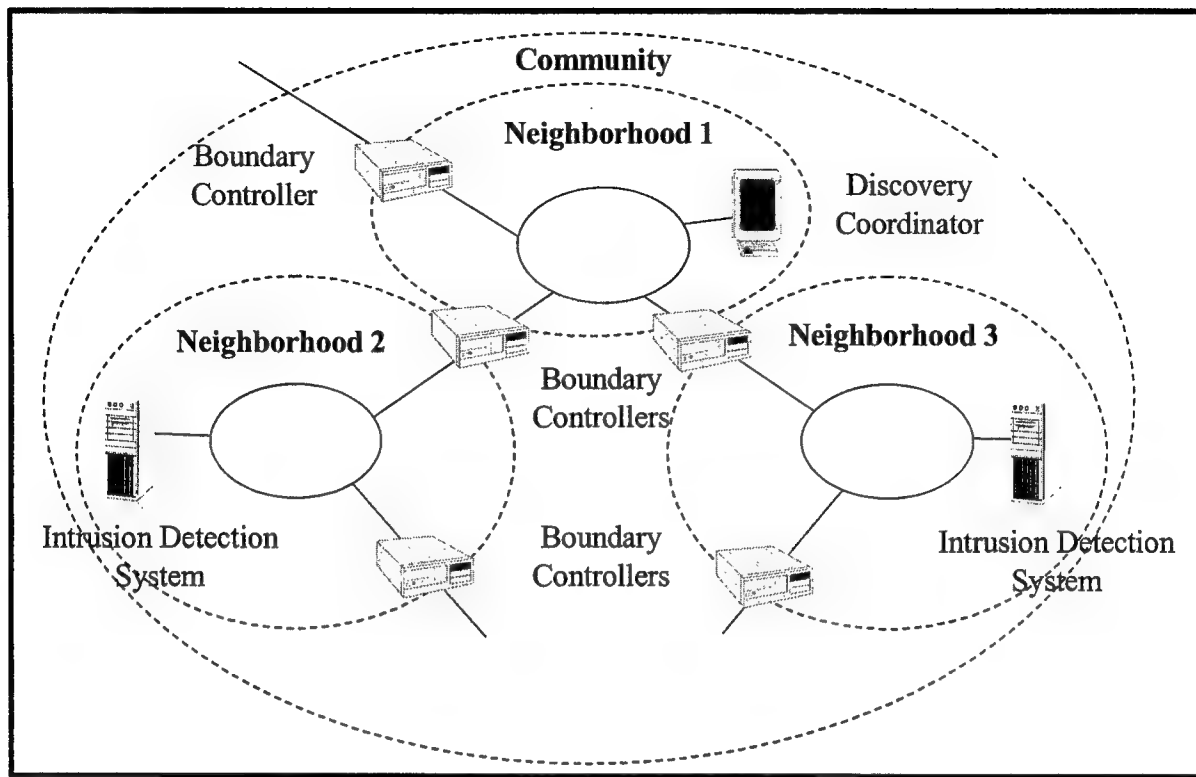 Community
Neighborhood 1
Boundary
Controller
Discovery
Coordinator
Neighborhood 2
Neighborhood 3
Boundary
Controllers
Intrusion Detection
System
Boundary
Controllers
Intrusion Detection
System